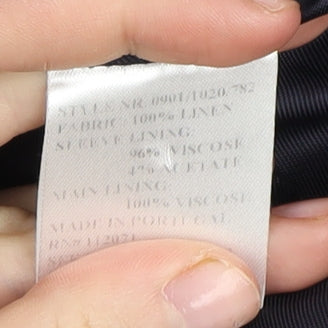 STYLE NR. 0901/1020.782
FABRIC: 100% LINEN
SLEEVE LINING:
96% VISCOSE
4% ACETATE
MAIN LINING:
100% VISCOSE
MADE IN PORTUGAL
RN#